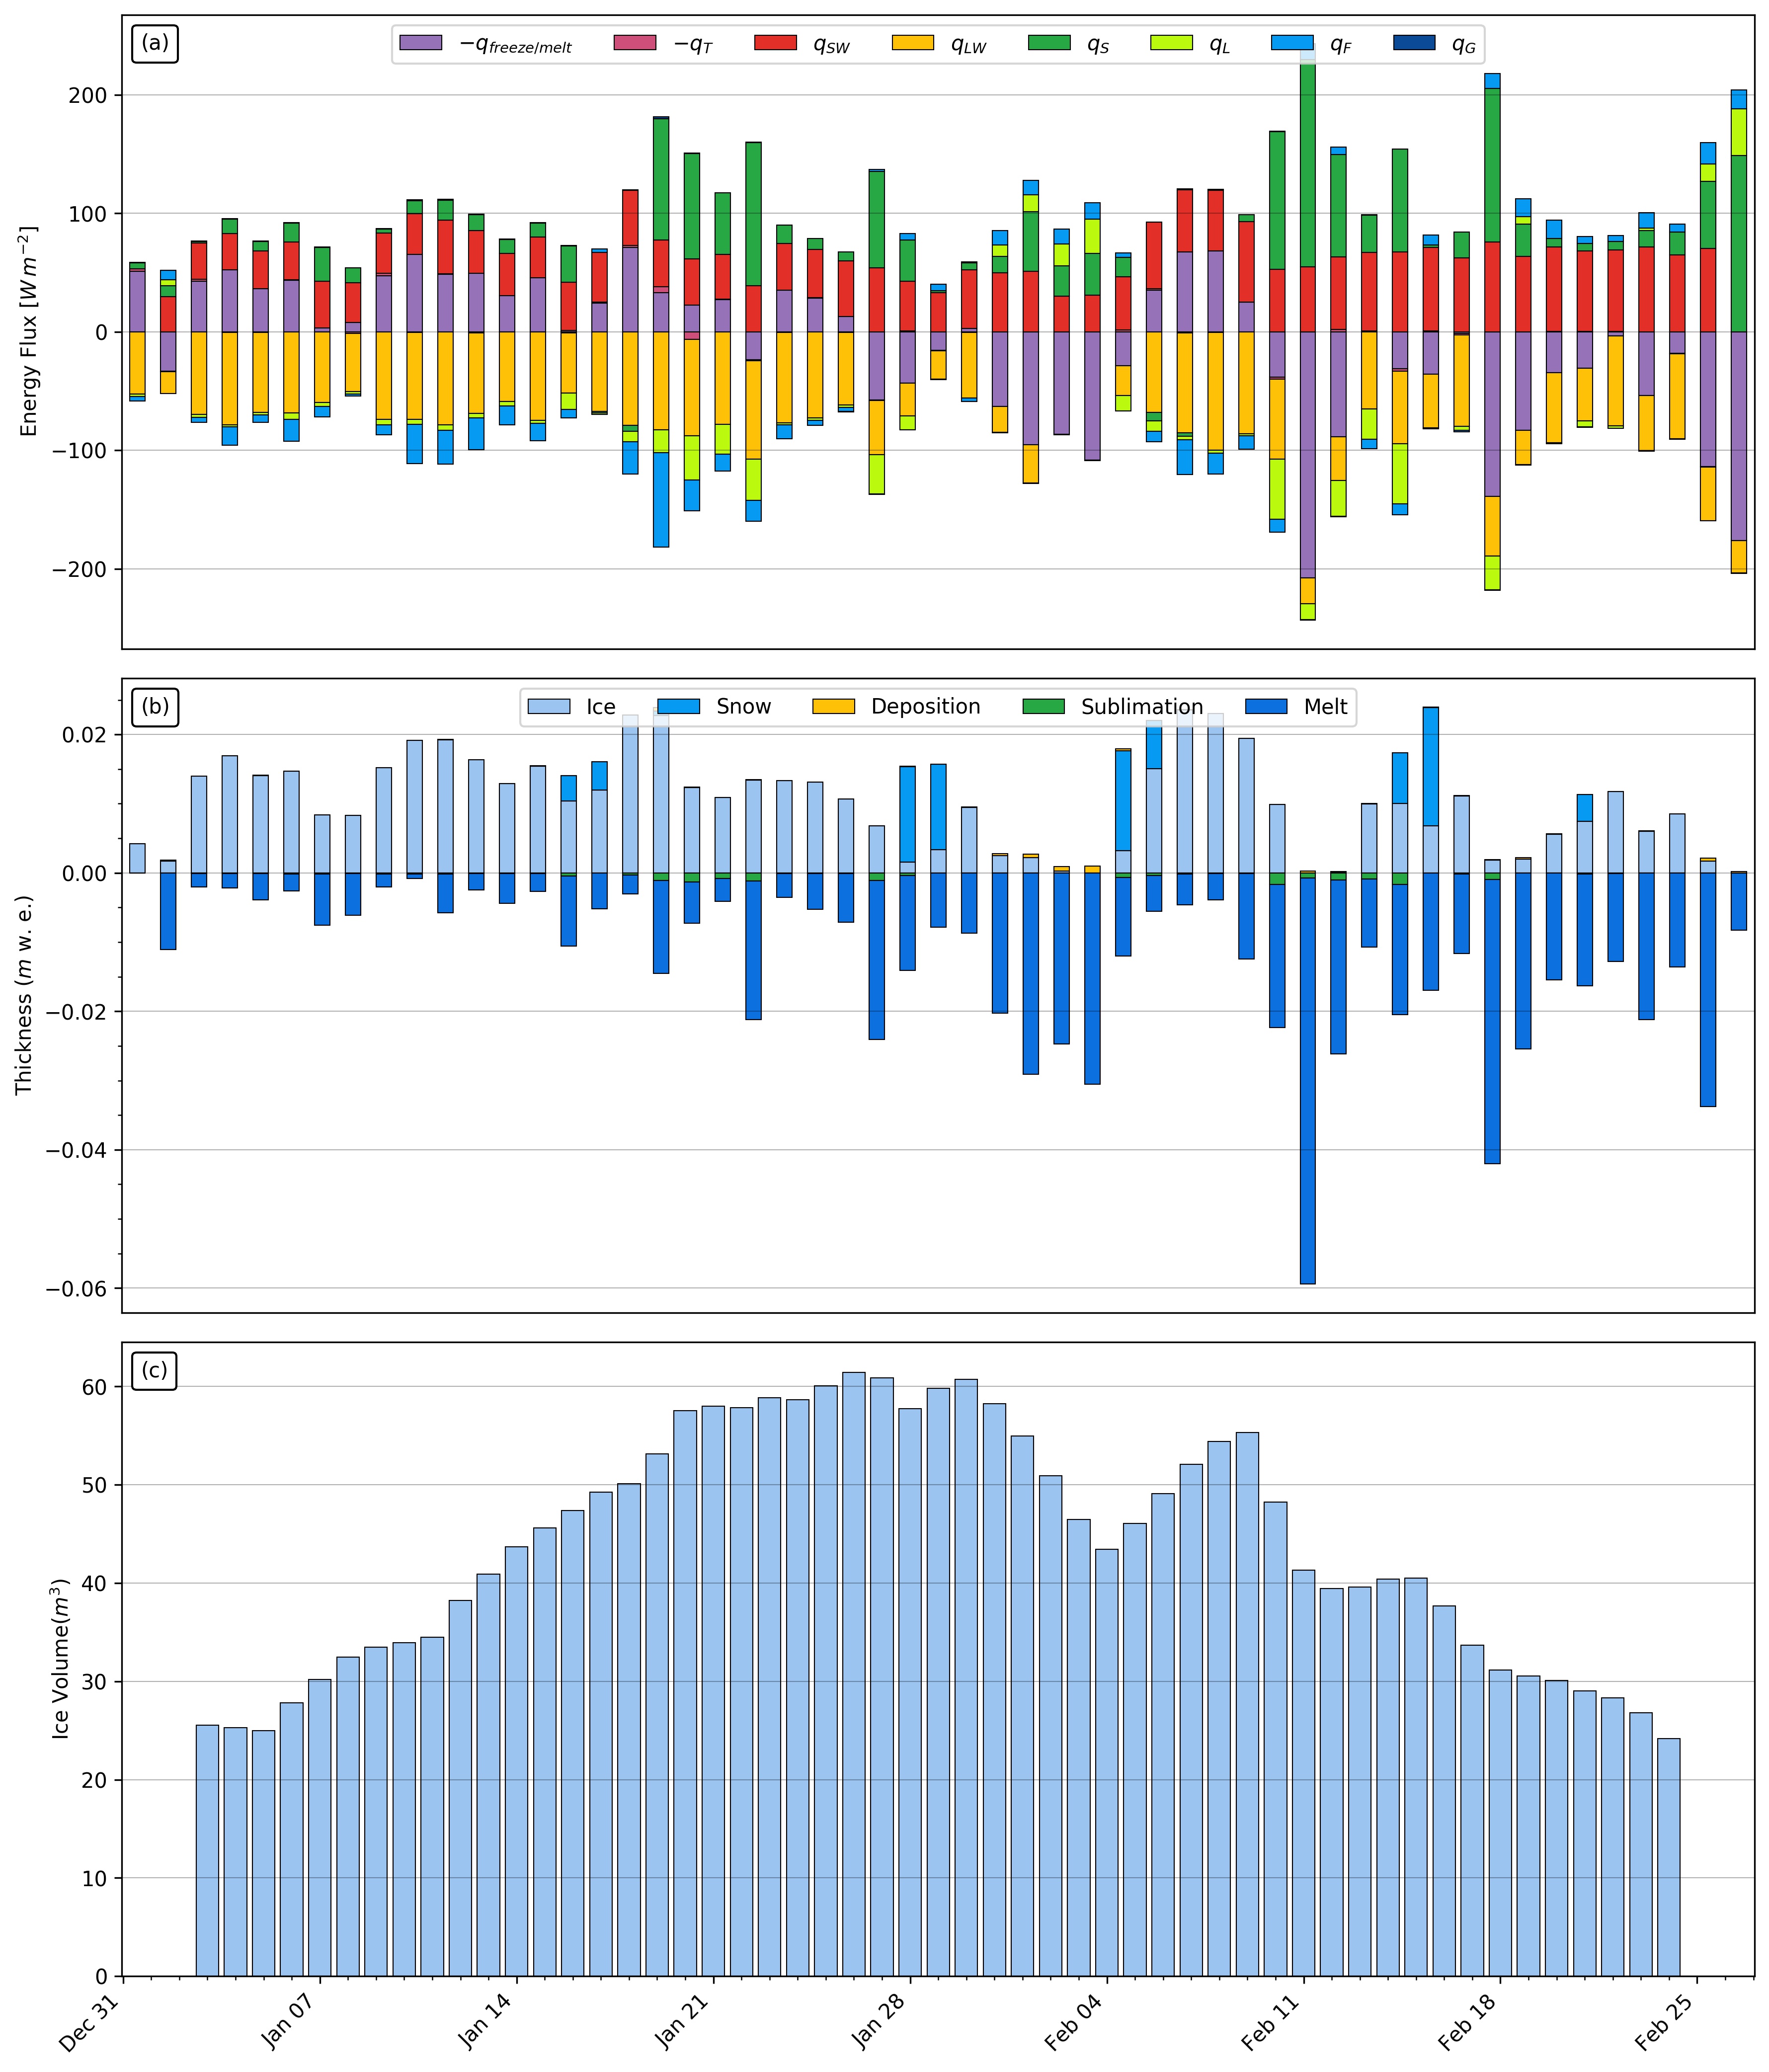 (a)
−q_freeze/melt −q_T q_SW q_LW q_S q_L q_F q_G
Energy Flux [W m⁻²]
200
100
0
−100
−200
(b)
Ice Snow Deposition Sublimation Melt
Thickness (m w. e.)
0.02
0.00
−0.02
−0.04
−0.06
(c)
Ice Volume(m³)
60
50
40
30
20
10
0
Dec 31 Jan 07 Jan 14 Jan 21 Jan 28 Feb 04 Feb 11 Feb 18 Feb 25